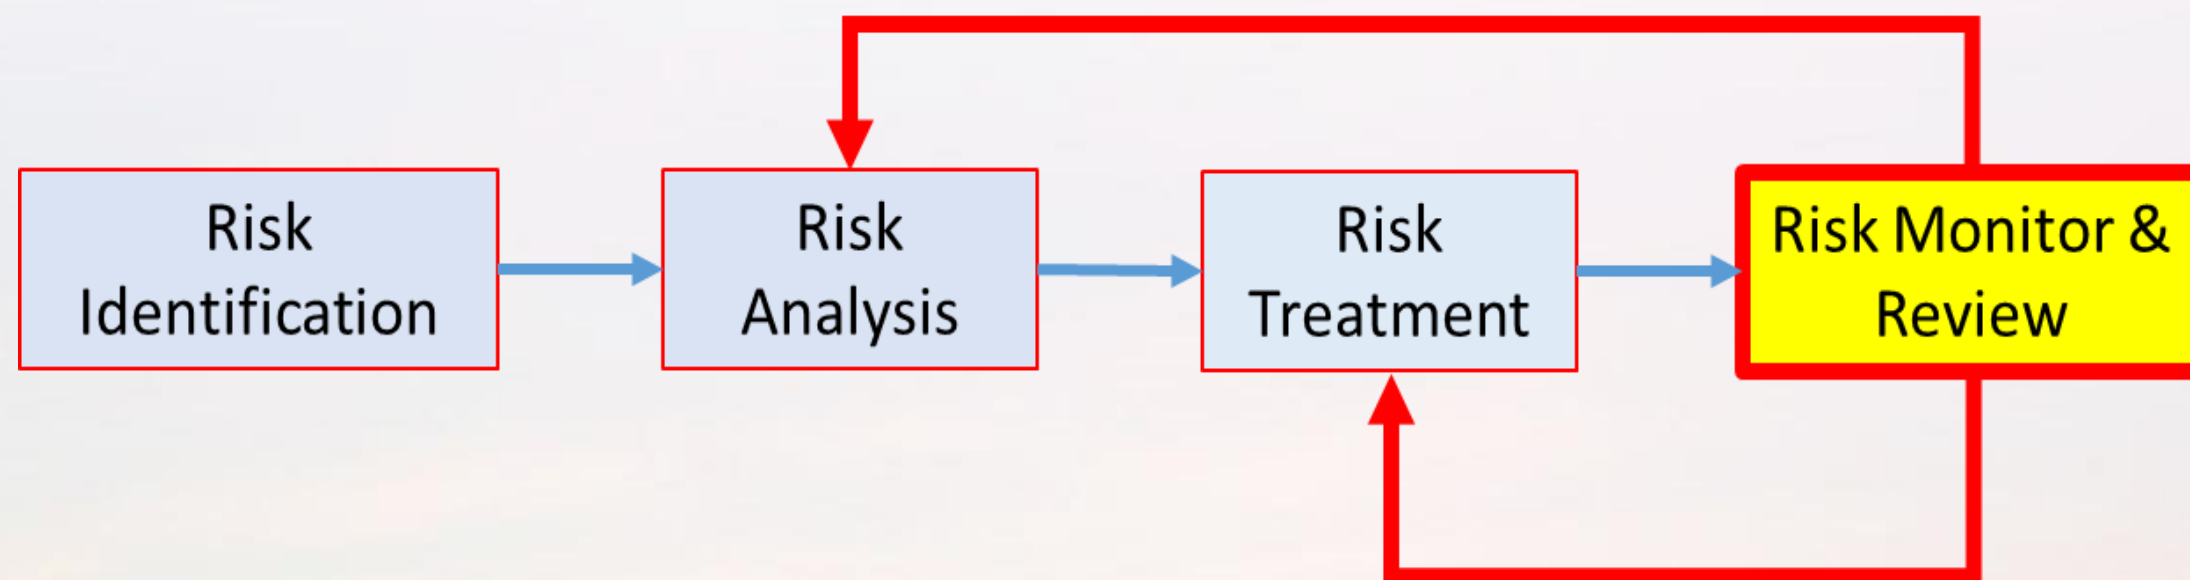 Risk
Identification
Risk
Analysis
Risk
Treatment
Risk Monitor &
Review